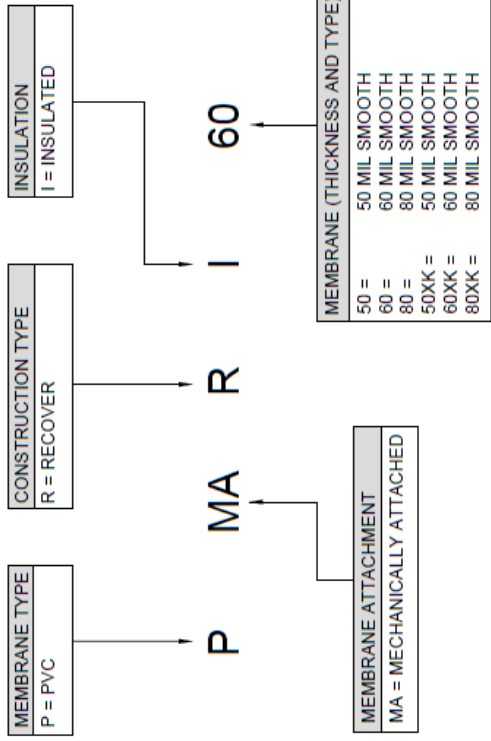 MEMBRANE TYPE
P = PVC
CONSTRUCTION TYPE
R = RECOVER
INSULATION
I = INSULATED
P MA R I 60
MEMBRANE ATTACHMENT
MA = MECHANICALLY ATTACHED
MEMBRANE (THICKNESS AND TYPE)
50 = 50 MIL SMOOTH
60 = 60 MIL SMOOTH
80 = 80 MIL SMOOTH
50XK = 50 MIL SMOOTH
60XK = 60 MIL SMOOTH
80XK = 80 MIL SMOOTH